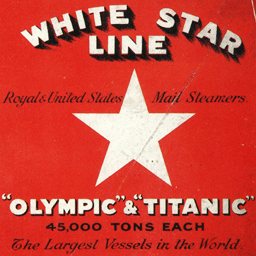 WHITE STAR
LINE
Royal & United States Mail Steamers.
"OLYMPIC" & "TITANIC"
45,000 TONS EACH
The Largest Vessels in the World.